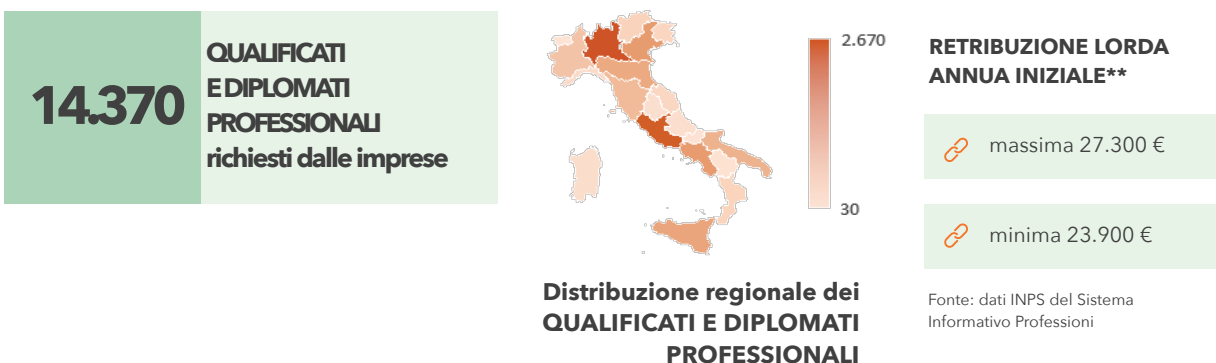 14.370
QUALIFICATI
E DIPLOMATI
PROFESSIONALI
richiesti dalle imprese
2.670
30
Distribuzione regionale dei
QUALIFICATI E DIPLOMATI
PROFESSIONALI
RETRIBUZIONE LORDA
ANNUA INIZIALE**
massima 27.300 €
minima 23.900 €
Fonte: dati INPS del Sistema
Informativo Professioni